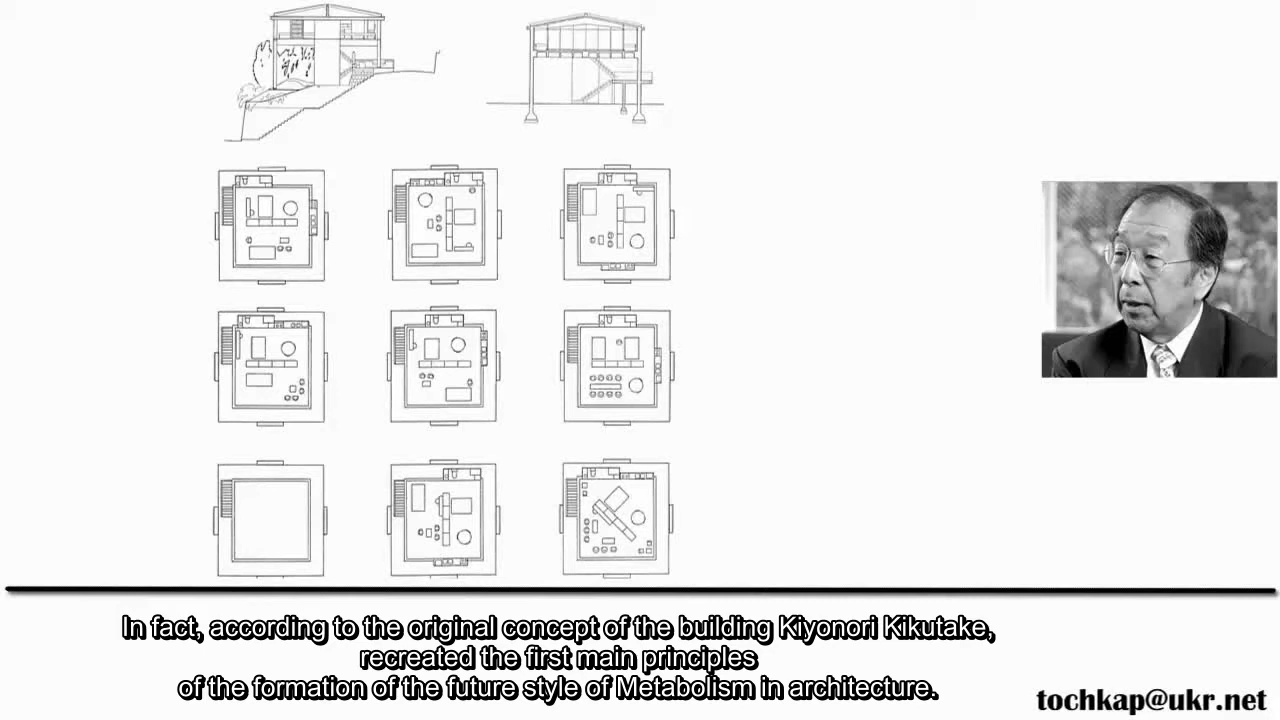 In fact, according to the original concept of the building Kiyonori Kikutake,
recreated the first main principles
of the formation of the future style of Metabolism in architecture.
tochkap@ukr.net